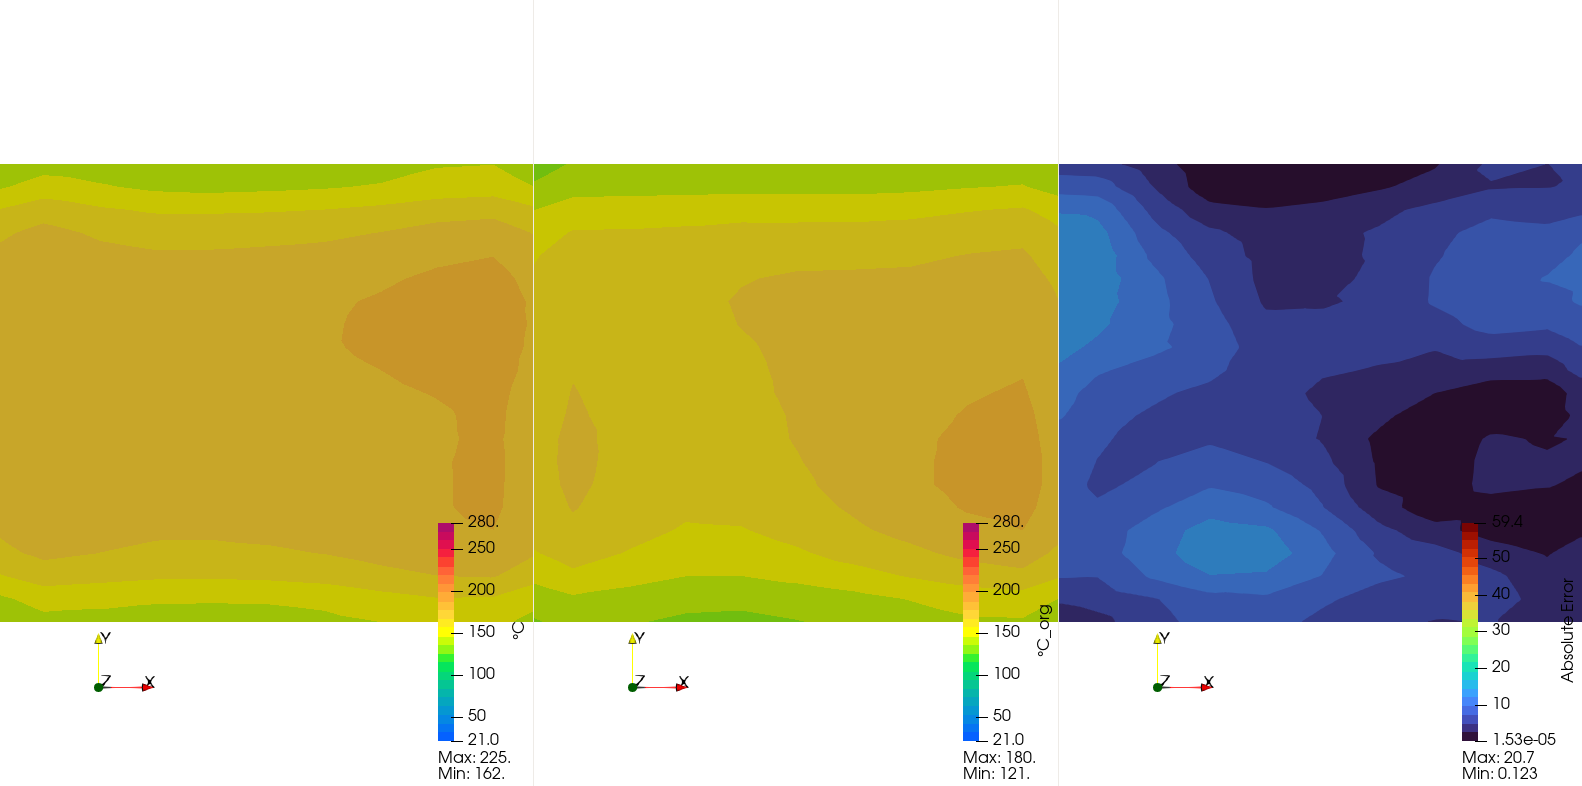 280.
250
200
150
100
50
21.0
°C
Max: 225.
Min: 162.
Y
Z
X
280.
250
200
150
100
50
21.0
°C_org
Max: 180.
Min: 121.
Y
Z
X
59.4
50
40
30
20
10
1.53e-05
Absolute Error
Max: 20.7
Min: 0.123
Y
Z
X